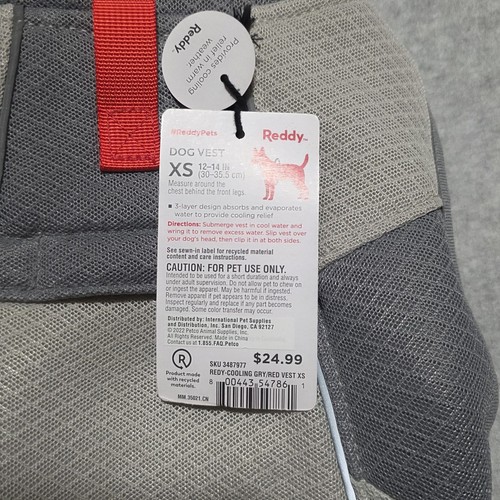 Reddy
Provides cooling
relief in warm
weather
#ReddyPets
Reddy™
DOG VEST
XS 12–14 IN
(30–35.5 cm)
Measure around the
chest behind the front legs.
• 3-layer design absorbs and evaporates
water to provide cooling relief
Directions: Submerge vest in cool water and
wring it to remove excess water. Slip vest over
your dog's head, then clip it in at both sides.
See sewn-in label for recycled material
content and care instructions.
CAUTION: FOR PET USE ONLY.
Intended to be used for a short duration and always
under adult supervision. Do not allow pet to chew on
or ingest the apparel. May be harmful if ingested.
Remove apparel if pet appears to be in distress.
Inspect regularly and replace if any part becomes
damaged. Some color transfer may occur.
Distributed by: International Pet Supplies
and Distribution, Inc. San Diego, CA 92127
© 2022 Petco Animal Supplies, Inc.
All Rights Reserved. Made in China
Contact us at 1.855.FAQ.Petco
R
Product made
with recycled
materials.
$24.99
SKU 3487977
REDY-COOLING GRY/RED VEST XS
8 00443 54786 1
MM.35021.CN